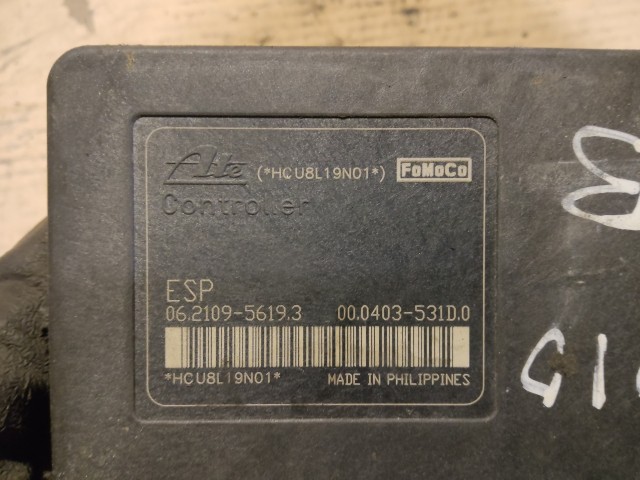 Ate (*HCU8L19N01*) FoMoCo
Controller
ESP
06.2109-5619.3 00.0403-531D.0
*HCU8L19N01* MADE IN PHILIPPINES